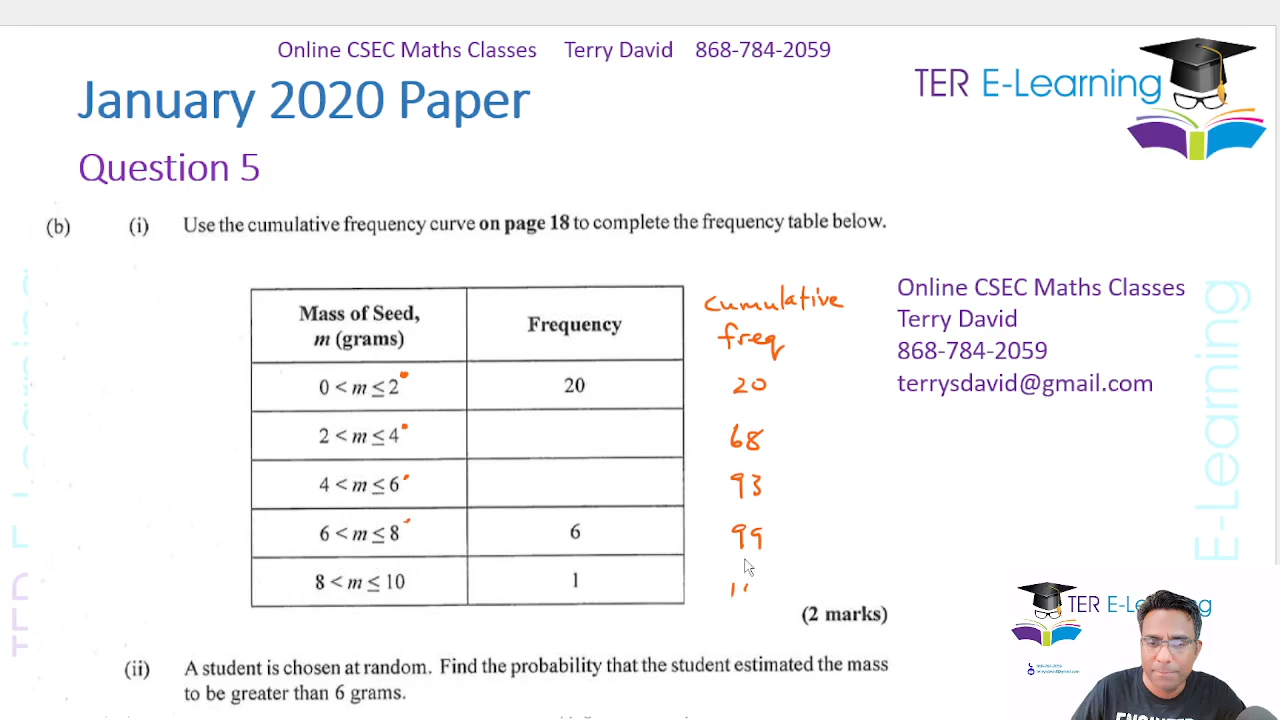 Online CSEC Maths Classes Terry David 868-784-2059
TER E-Learning
January 2020 Paper
Question 5
(b) (i) Use the cumulative frequency curve on page 18 to complete the frequency table below.
Mass of Seed, m (grams) Frequency cumulative freq
0 < m ≤ 2 20 20
2 < m ≤ 4 68
4 < m ≤ 6 93
6 < m ≤ 8 6 99
8 < m ≤ 10 1
(2 marks)
(ii) A student is chosen at random. Find the probability that the student estimated the mass
to be greater than 6 grams.
Online CSEC Maths Classes
Terry David
868-784-2059
terrysdavid@gmail.com
E-Learning
TER E-Learning